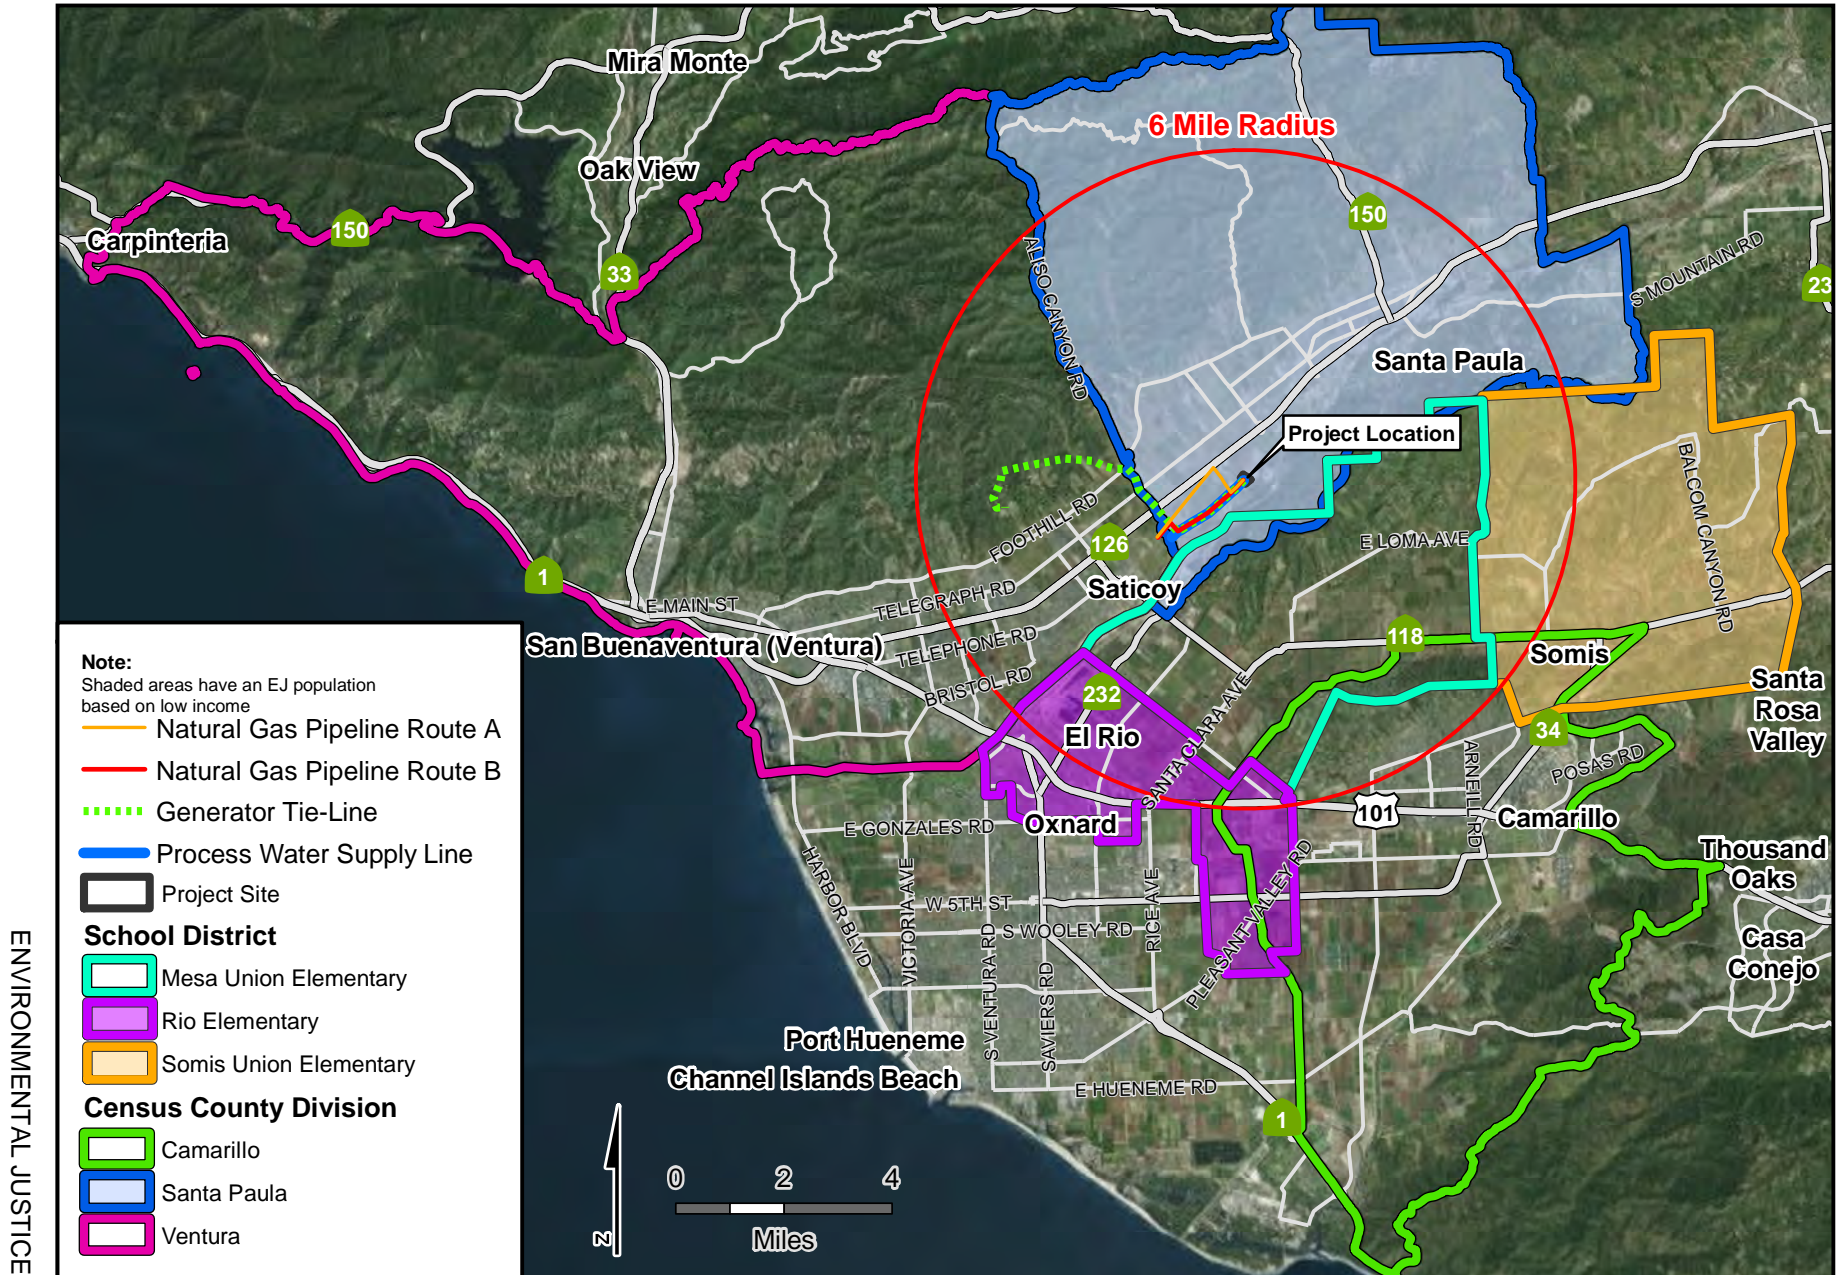 Mira Monte
6 Mile Radius
Oak View
150
Carpinteria
150
33
ALISO CANYON RD
S MOUNTAIN RD
23
Santa Paula
Project Location
BALCOM CANYON RD
FOOTHILL RD
126
E LOMA AVE
1
Saticoy
E MAIN ST
TELEGRAPH RD
118
San Buenaventura (Ventura)
TELEPHONE RD
Somis
BRISTOL RD
232
SANTA CLARA AVE
Santa
Rosa
Valley
El Rio
34
ARNEILL RD
POSAS RD
101
Oxnard
Camarillo
E GONZALES RD
HARBOR BLVD
VICTORIA AVE
Thousand
Oaks
W 5TH ST
S WOOLEY RD
RICE AVE
PLEASANT VALLEY RD
S VENTURA RD
SAVIERS RD
Casa
Conejo
Port Hueneme
Channel Islands Beach
E HUENEME RD
1
Note:
Shaded areas have an EJ population
based on low income
Natural Gas Pipeline Route A
Natural Gas Pipeline Route B
Generator Tie-Line
Process Water Supply Line
Project Site
School District
Mesa Union Elementary
Rio Elementary
Somis Union Elementary
Census County Division
Camarillo
Santa Paula
Ventura
N
0 2 4
Miles
ENVIRONMENTAL JUSTICE